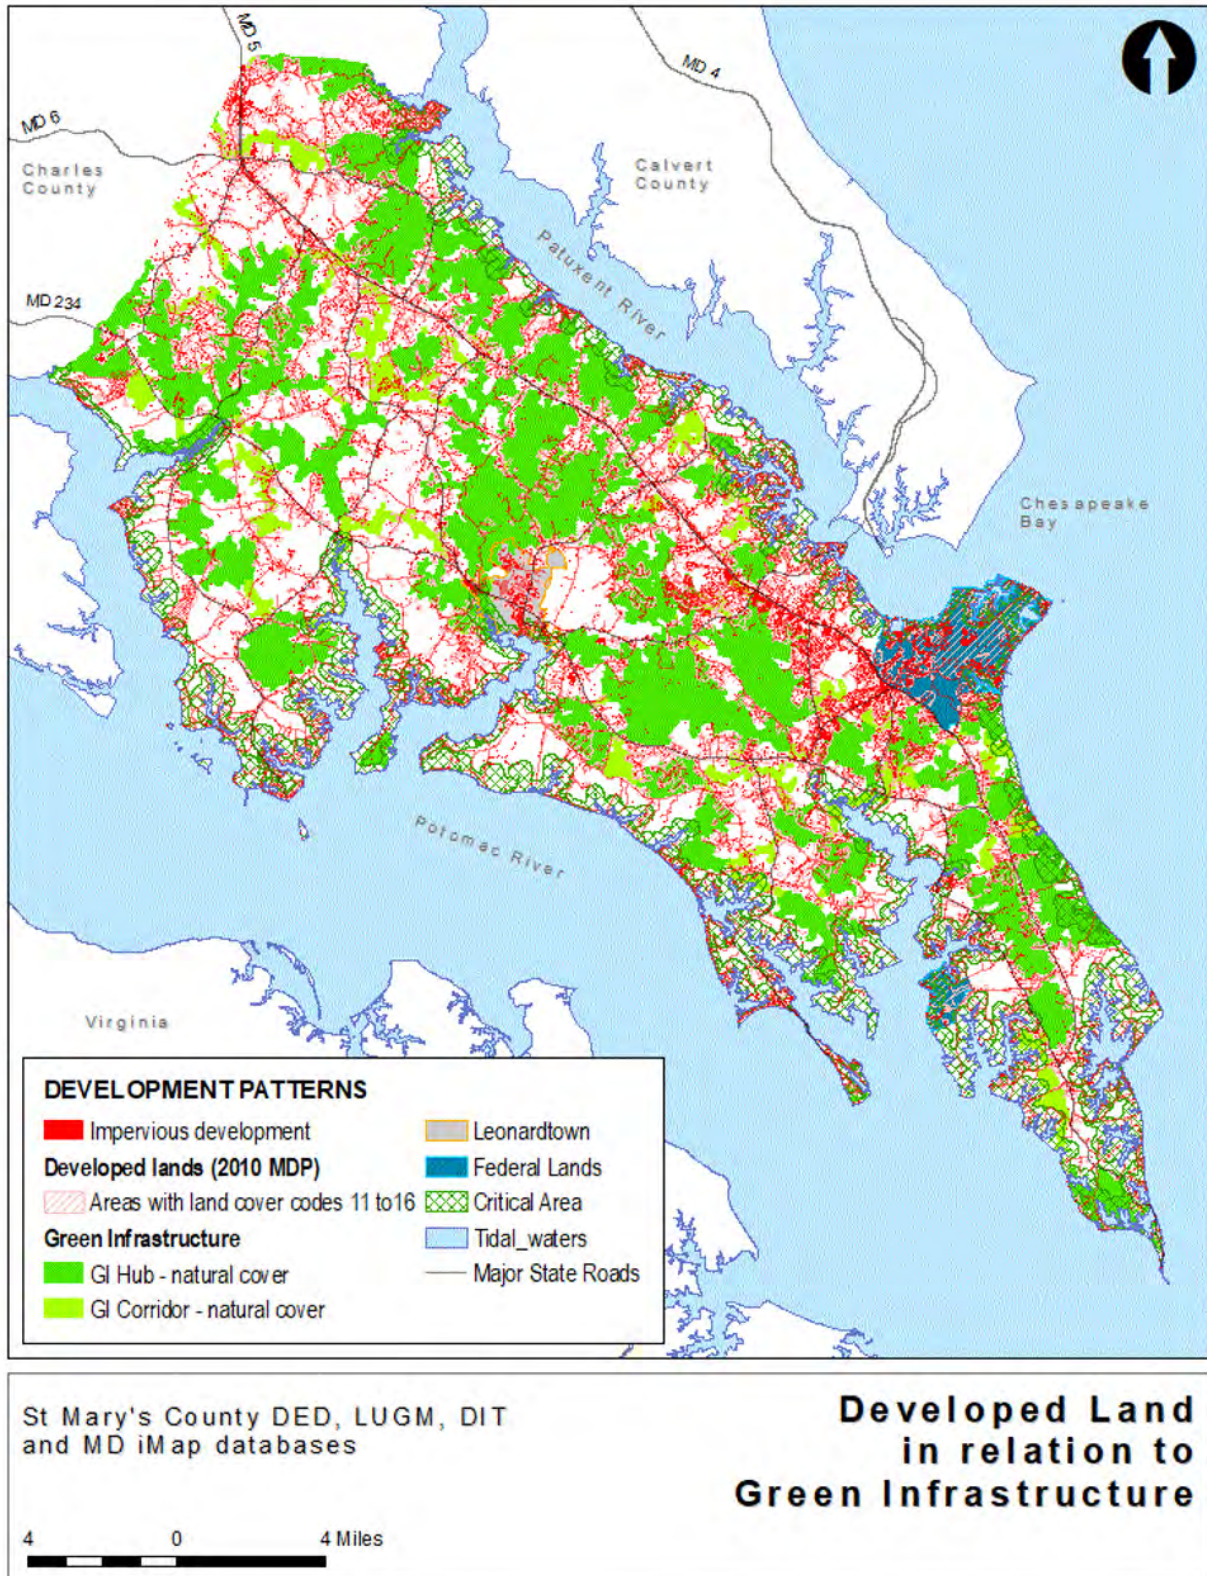 MD 5
MD 4
MD 6
Charles
County
Calvert
County
Patuxent River
MD 234
Chesapeake
Bay
Potomac River
Virginia
DEVELOPMENT PATTERNS
Impervious development
Developed lands (2010 MDP)
Areas with land cover codes 11 to16
Green Infrastructure
GI Hub - natural cover
GI Corridor - natural cover
Leonardtown
Federal Lands
Critical Area
Tidal_waters
Major State Roads
St Mary's County DED, LUGM, DIT
and MD iMap databases
Developed Land
in relation to
Green Infrastructure
4 0 4 Miles